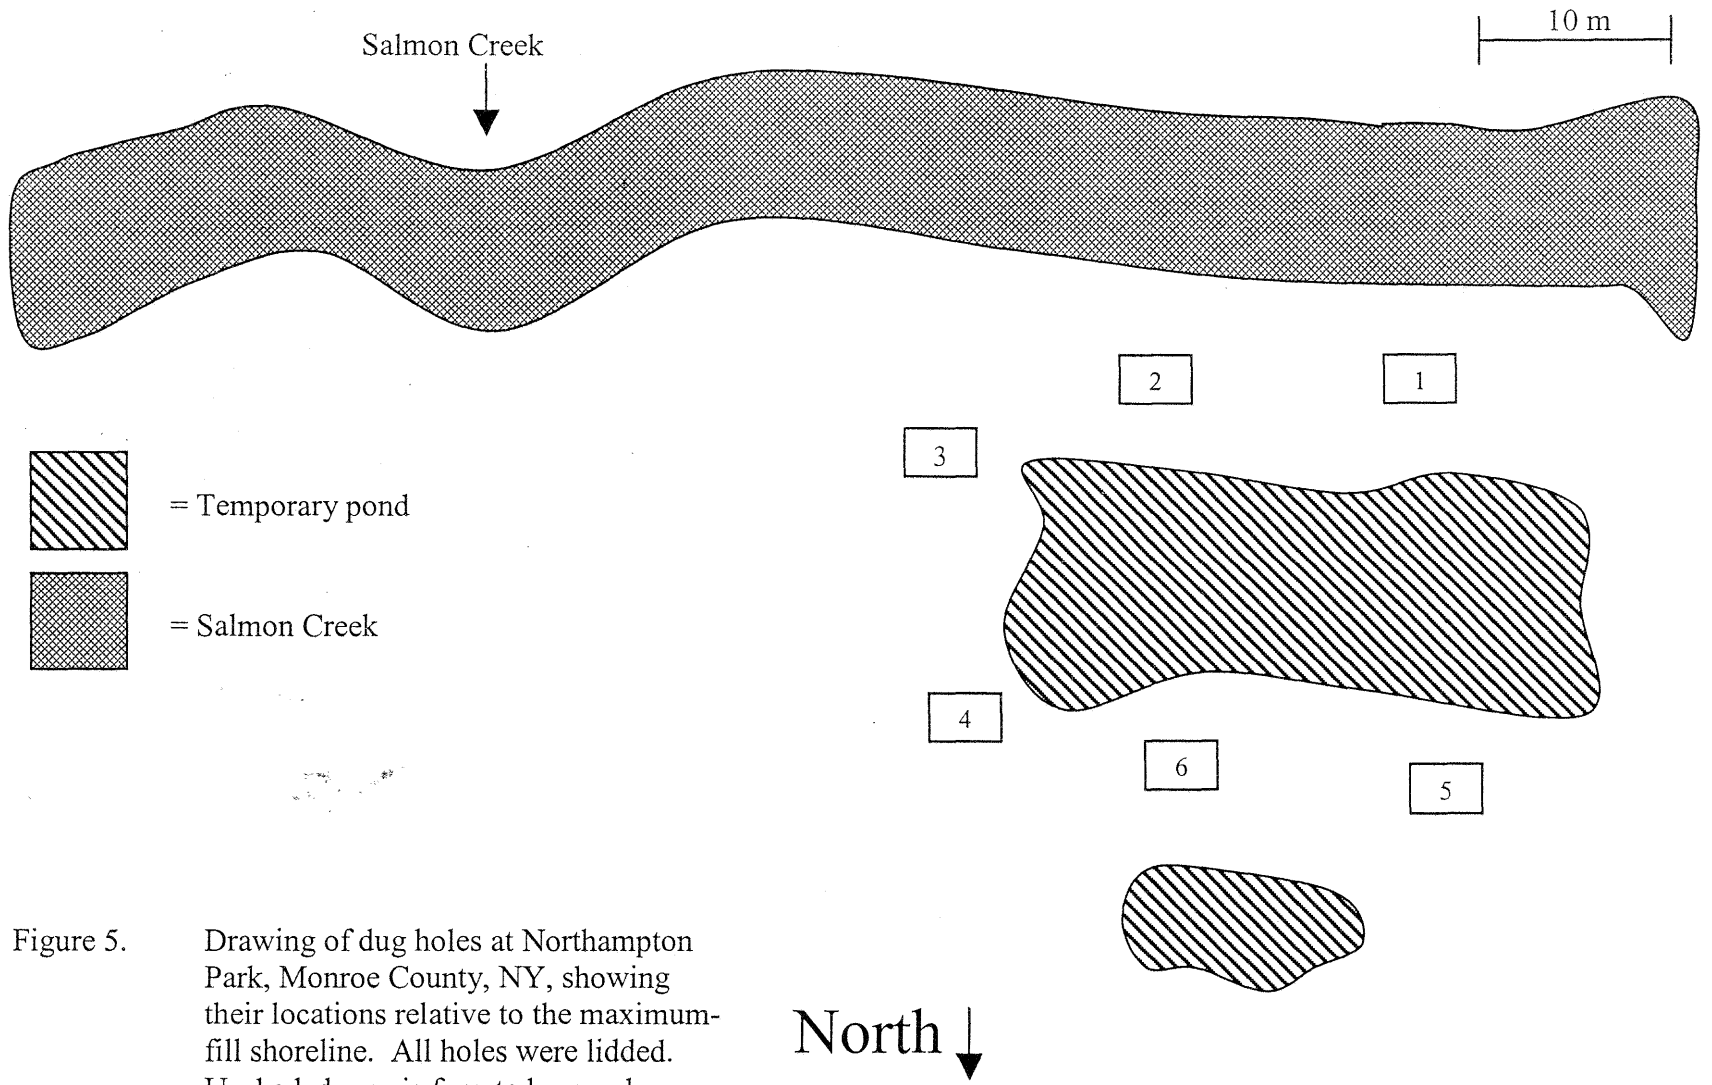 10 m
Salmon Creek
2
1
3
= Temporary pond
= Salmon Creek
4
6
5
Figure 5. Drawing of dug holes at Northampton
Park, Monroe County, NY, showing
their locations relative to the maximum-
fill shoreline. All holes were lidded.
North